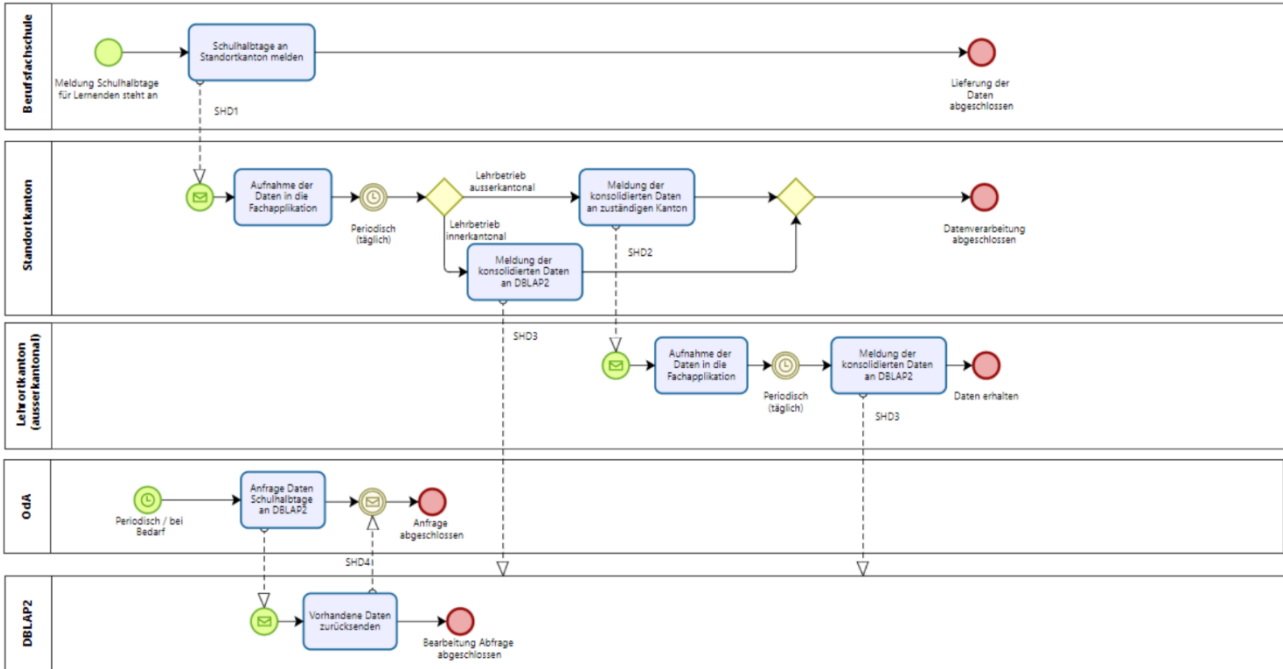 Berufsfachschule
Meldung Schulhalbtage
für Lernenden steht an
Schulhalbtage an
Standortkanton melden
SHD1
Lieferung der
Daten
abgeschlossen
Standortkanton
Aufnahme der
Daten in die
Fachapplikation
Periodisch
(täglich)
Lehrbetrieb
ausserkantonal
Lehrbetrieb
innerkantonal
Meldung der
konsolidierten Daten
an zuständigen Kanton
SHD2
Meldung der
konsolidierten Daten
an DBLAP2
SHD3
Datenverarbeitung
abgeschlossen
Lehrortkanton
(ausserkantonal)
Aufnahme der
Daten in die
Fachapplikation
Periodisch
(täglich)
Meldung der
konsolidierten Daten
an DBLAP2
SHD3
Daten erhalten
OdA
Periodisch / bei
Bedarf
Anfrage Daten
Schulhalbtage
an DBLAP2
Anfrage
abgeschlossen
SHD4
DBLAP2
Vorhandene Daten
zurücksenden
Bearbeitung Abfrage
abgeschlossen